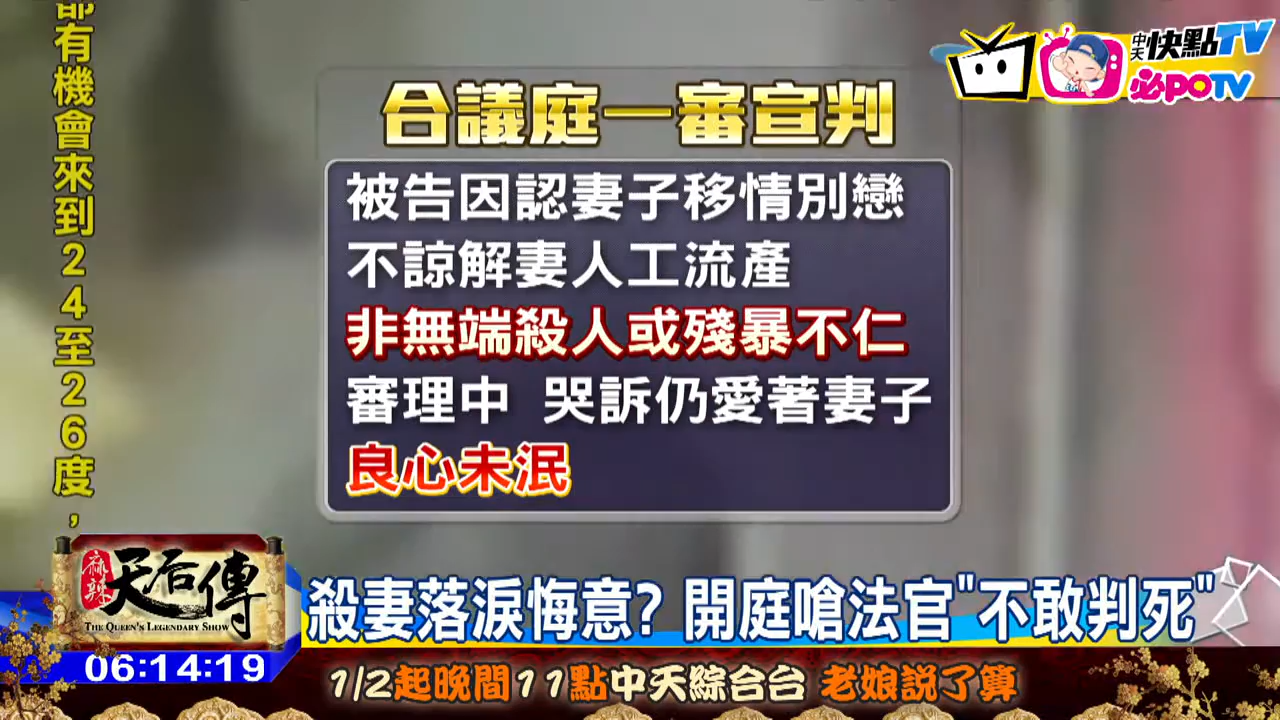 都有機會來到24至26度，
中天快點TV
必POTV
合議庭一審宣判
被告因認妻子移情別戀
不諒解妻人工流產
非無端殺人或殘暴不仁
審理中 哭訴仍愛著妻子
良心未泯
麻辣天后傳
THE QUEEN'S LEGENDARY SHOW
殺妻落淚悔意? 開庭嗆法官"不敢判死"
06:14:19
1/2起晚間11點中天綜合台 老娘說了算